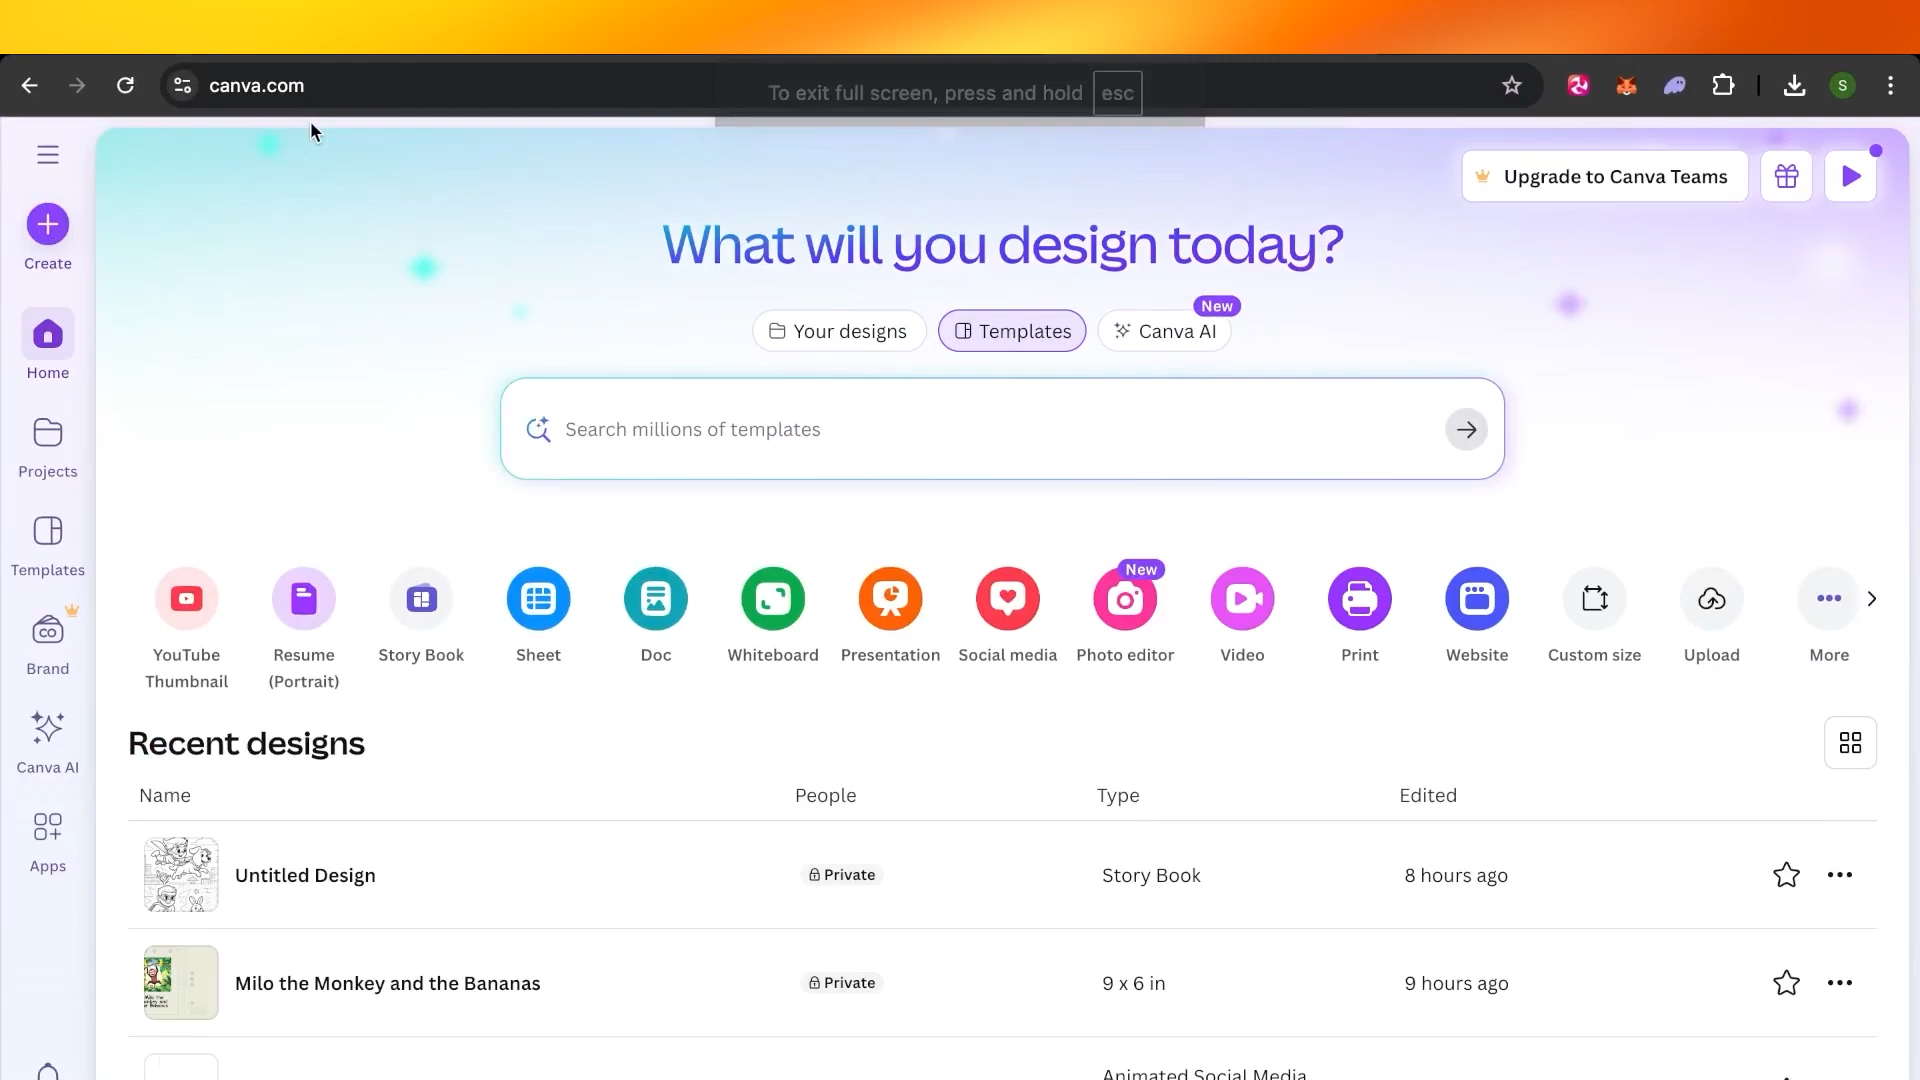 canva.com
To exit full screen, press and hold esc
S
Upgrade to Canva Teams
Create
What will you design today?
New
Your designs
Templates
Canva AI
Home
Search millions of templates
Projects
Templates
New
YouTube
Thumbnail
Resume
(Portrait)
Story Book
Sheet
Doc
Whiteboard
Presentation
Social media
Photo editor
Video
Print
Website
Custom size
Upload
More
CO
Brand
Recent designs
Canva AI
Name
People
Type
Edited
Apps
Untitled Design
Private
Story Book
8 hours ago
Milo the Monkey and the Bananas
Private
9 x 6 in
9 hours ago
Animated Social Media